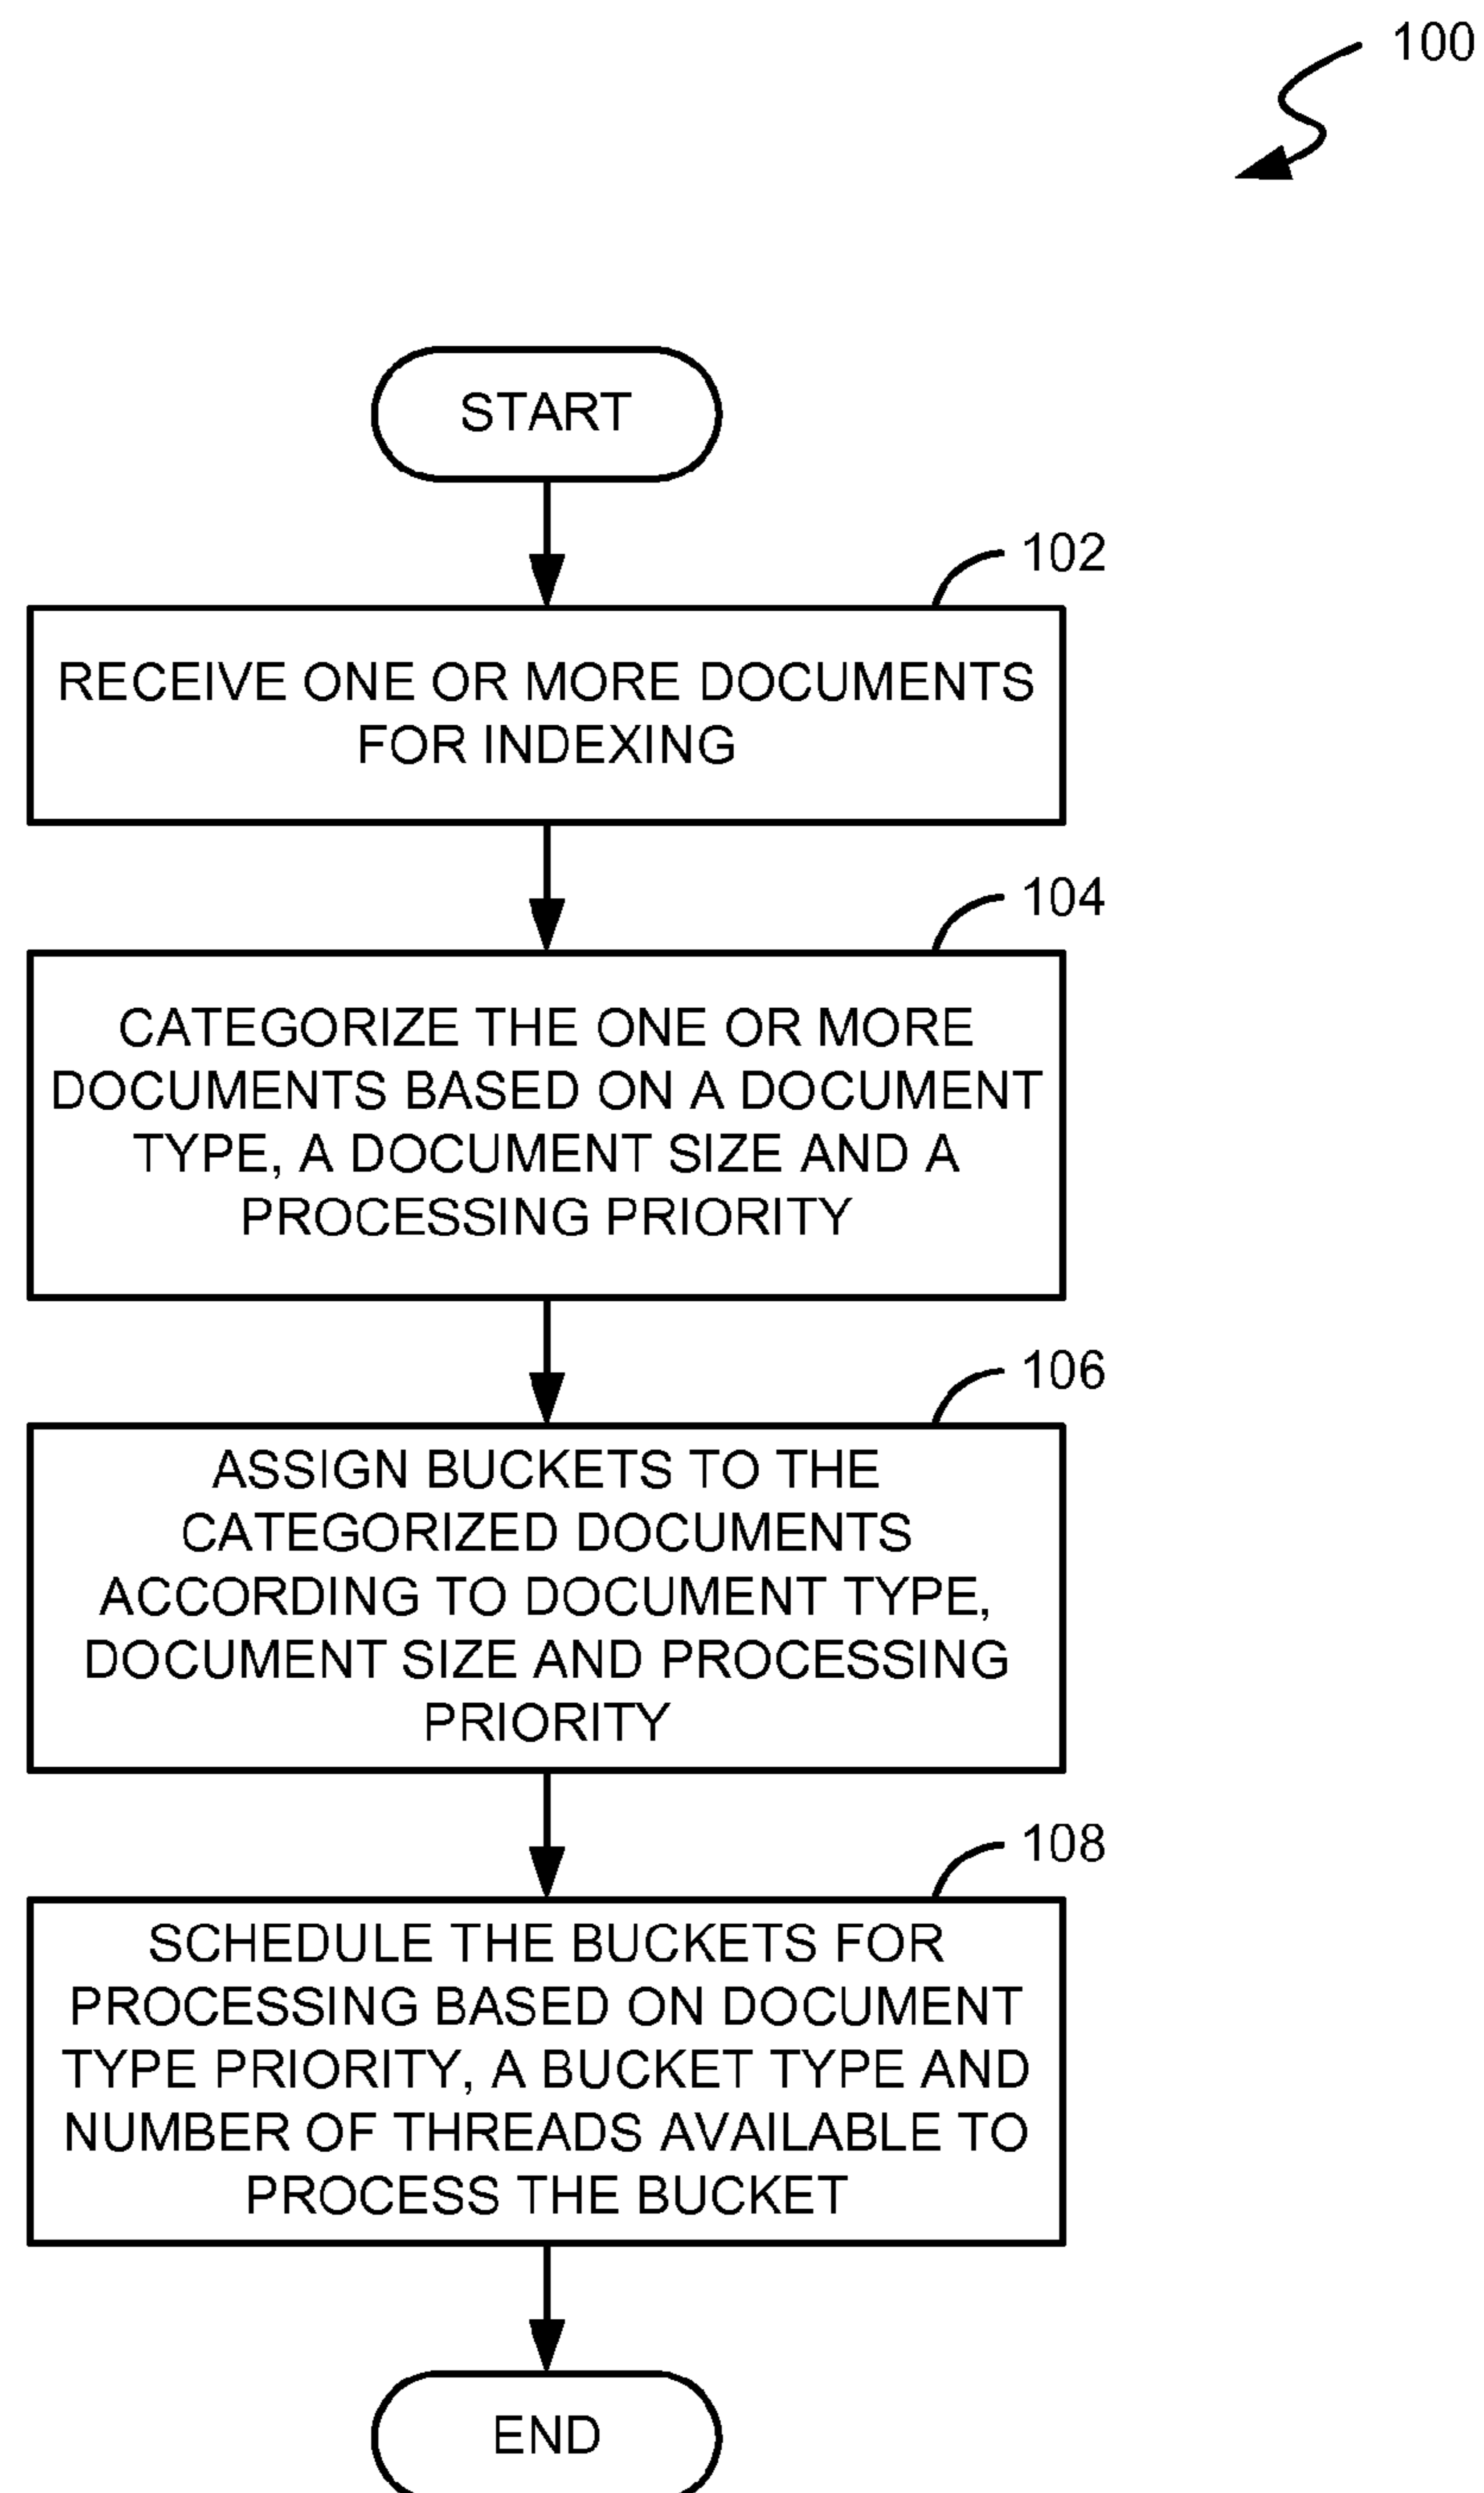 100
START
102
RECEIVE ONE OR MORE DOCUMENTS
FOR INDEXING
104
CATEGORIZE THE ONE OR MORE
DOCUMENTS BASED ON A DOCUMENT
TYPE, A DOCUMENT SIZE AND A
PROCESSING PRIORITY
106
ASSIGN BUCKETS TO THE
CATEGORIZED DOCUMENTS
ACCORDING TO DOCUMENT TYPE,
DOCUMENT SIZE AND PROCESSING
PRIORITY
108
SCHEDULE THE BUCKETS FOR
PROCESSING BASED ON DOCUMENT
TYPE PRIORITY, A BUCKET TYPE AND
NUMBER OF THREADS AVAILABLE TO
PROCESS THE BUCKET
END